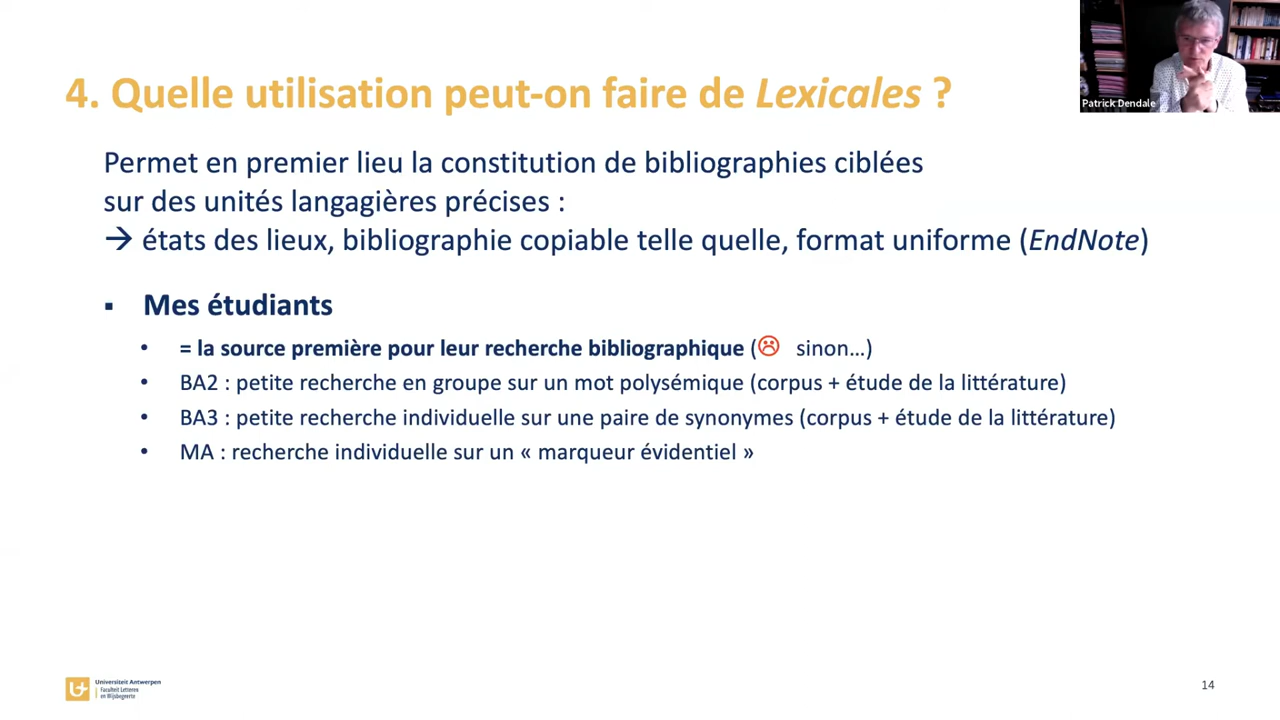 4. Quelle utilisation peut-on faire de Lexicales ?
Patrick Dendale
Permet en premier lieu la constitution de bibliographies ciblées
sur des unités langagières précises :
→ états des lieux, bibliographie copiable telle quelle, format uniforme (EndNote)
▪ Mes étudiants
• = la source première pour leur recherche bibliographique (☹ sinon…)
• BA2 : petite recherche en groupe sur un mot polysémique (corpus + étude de la littérature)
• BA3 : petite recherche individuelle sur une paire de synonymes (corpus + étude de la littérature)
• MA : recherche individuelle sur un « marqueur évidentiel »
Universiteit Antwerpen
Faculteit Letteren
en Wijsbegeerte
14